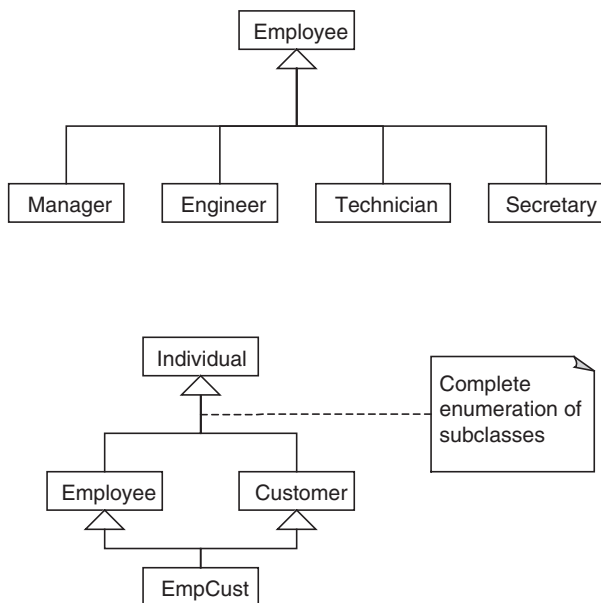 Employee
Manager
Engineer
Technician
Secretary
Individual
Complete
enumeration of
subclasses
Employee
Customer
EmpCust